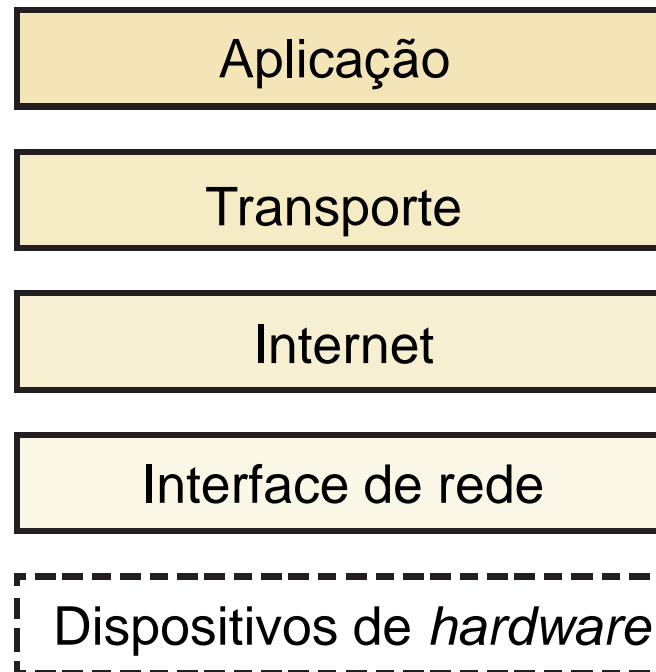 Aplicação
Transporte
Internet
Interface de rede
Dispositivos de hardware